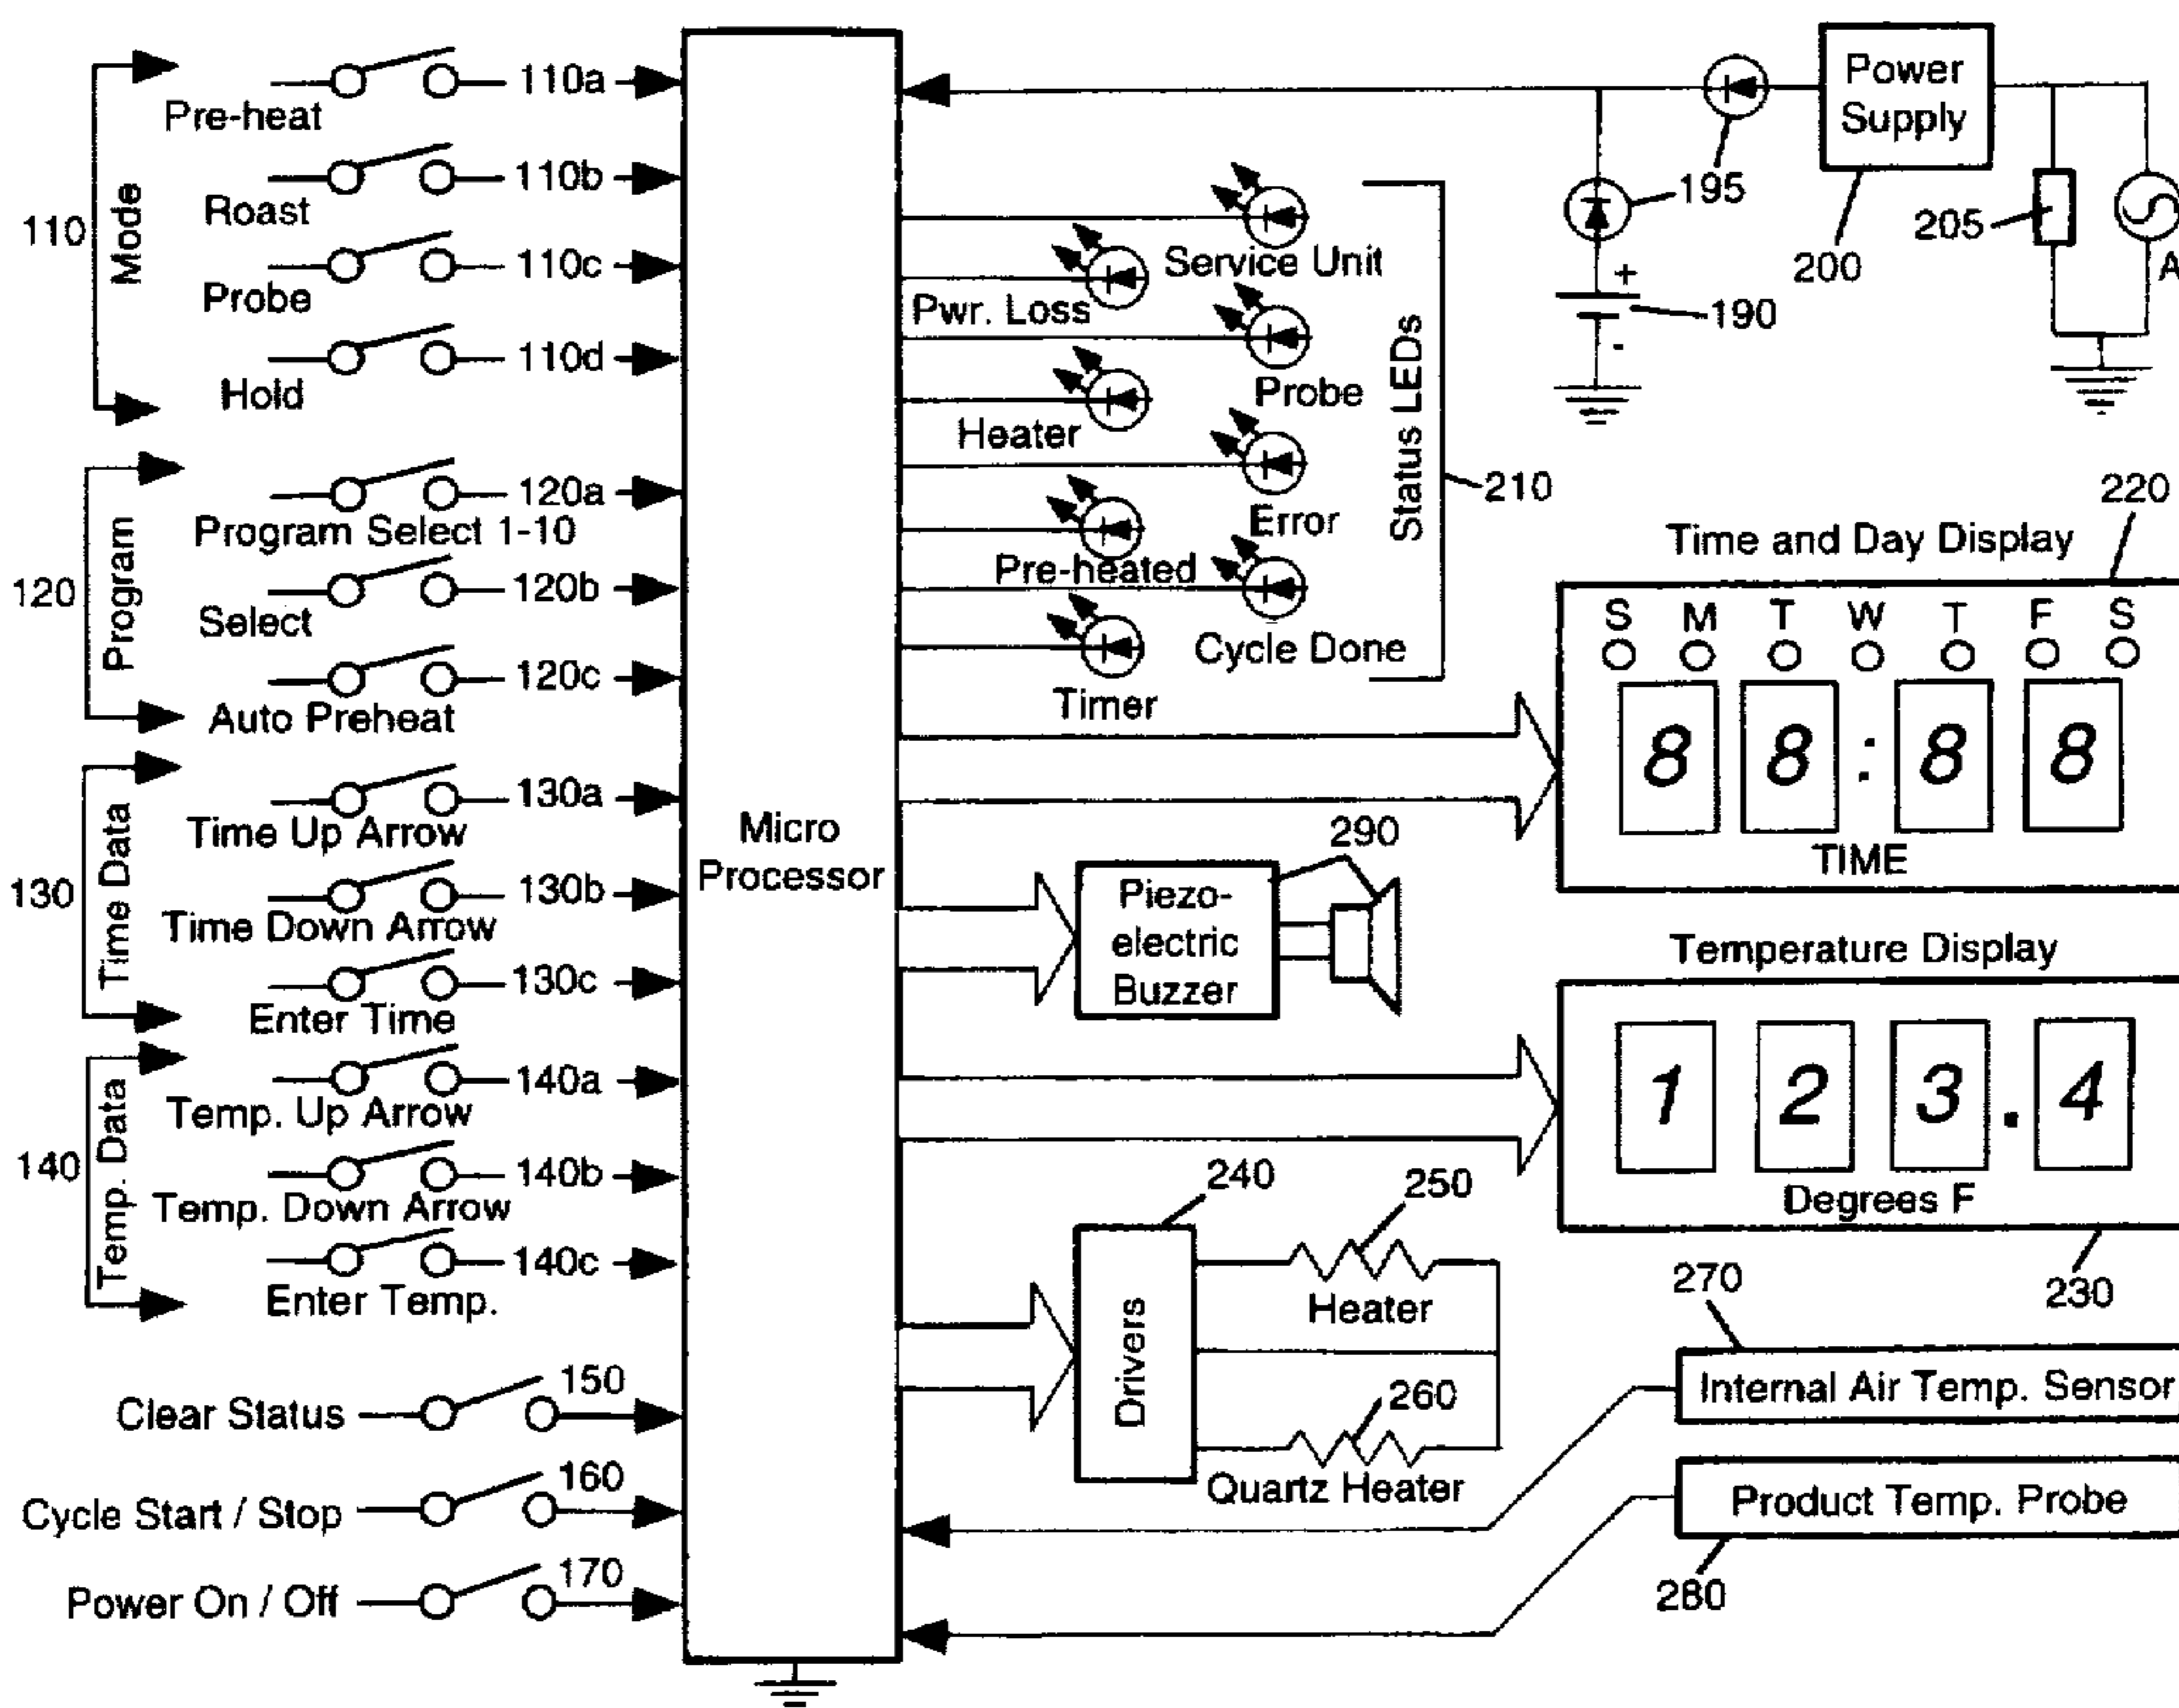 110
Mode
Pre-heat
110a
Roast
110b
Probe
110c
Hold
110d
120
Program
120a
Program Select 1-10
120b
Select
120c
Auto Preheat
130
Time Data
130a
Time Up Arrow
130b
Time Down Arrow
130c
Enter Time
140
Temp. Data
140a
Temp. Up Arrow
140b
Temp. Down Arrow
140c
Enter Temp.
Clear Status
150
Cycle Start / Stop
160
Power On / Off
170
Micro
Processor
Power
Supply
195
200
205
A
+
190
-
Service Unit
Pwr. Loss
Probe
Heater
Error
Pre-heated
Cycle Done
Timer
Status LEDs
210
220
Time and Day Display
S M T W T F S
8 8 : 8 8
TIME
290
Piezo-
electric
Buzzer
Temperature Display
1 2 3 . 4
Degrees F
230
240
Drivers
250
Heater
260
Quartz Heater
270
Internal Air Temp. Sensor
Product Temp. Probe
280